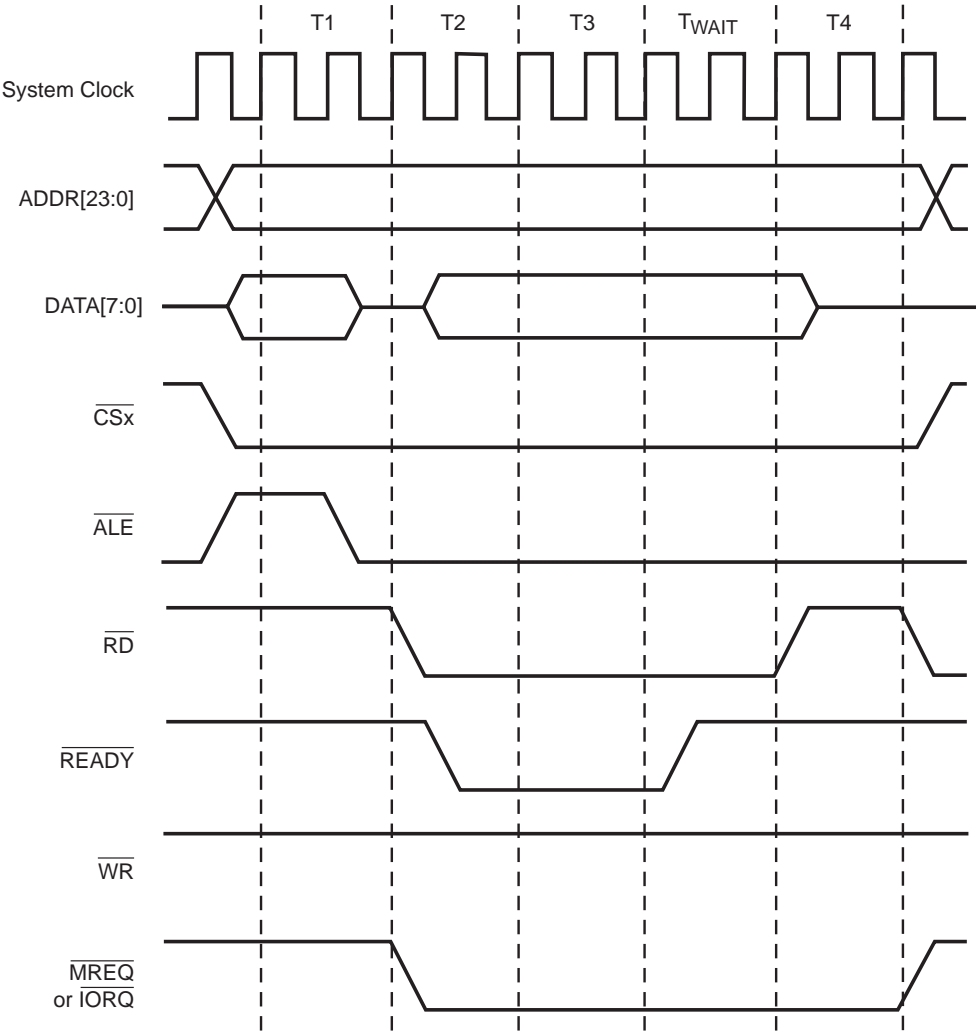 T1 T2 T3 TWAIT T4
System Clock
ADDR[23:0]
DATA[7:0]
CSx
ALE
RD
READY
WR
MREQ
or IORQ